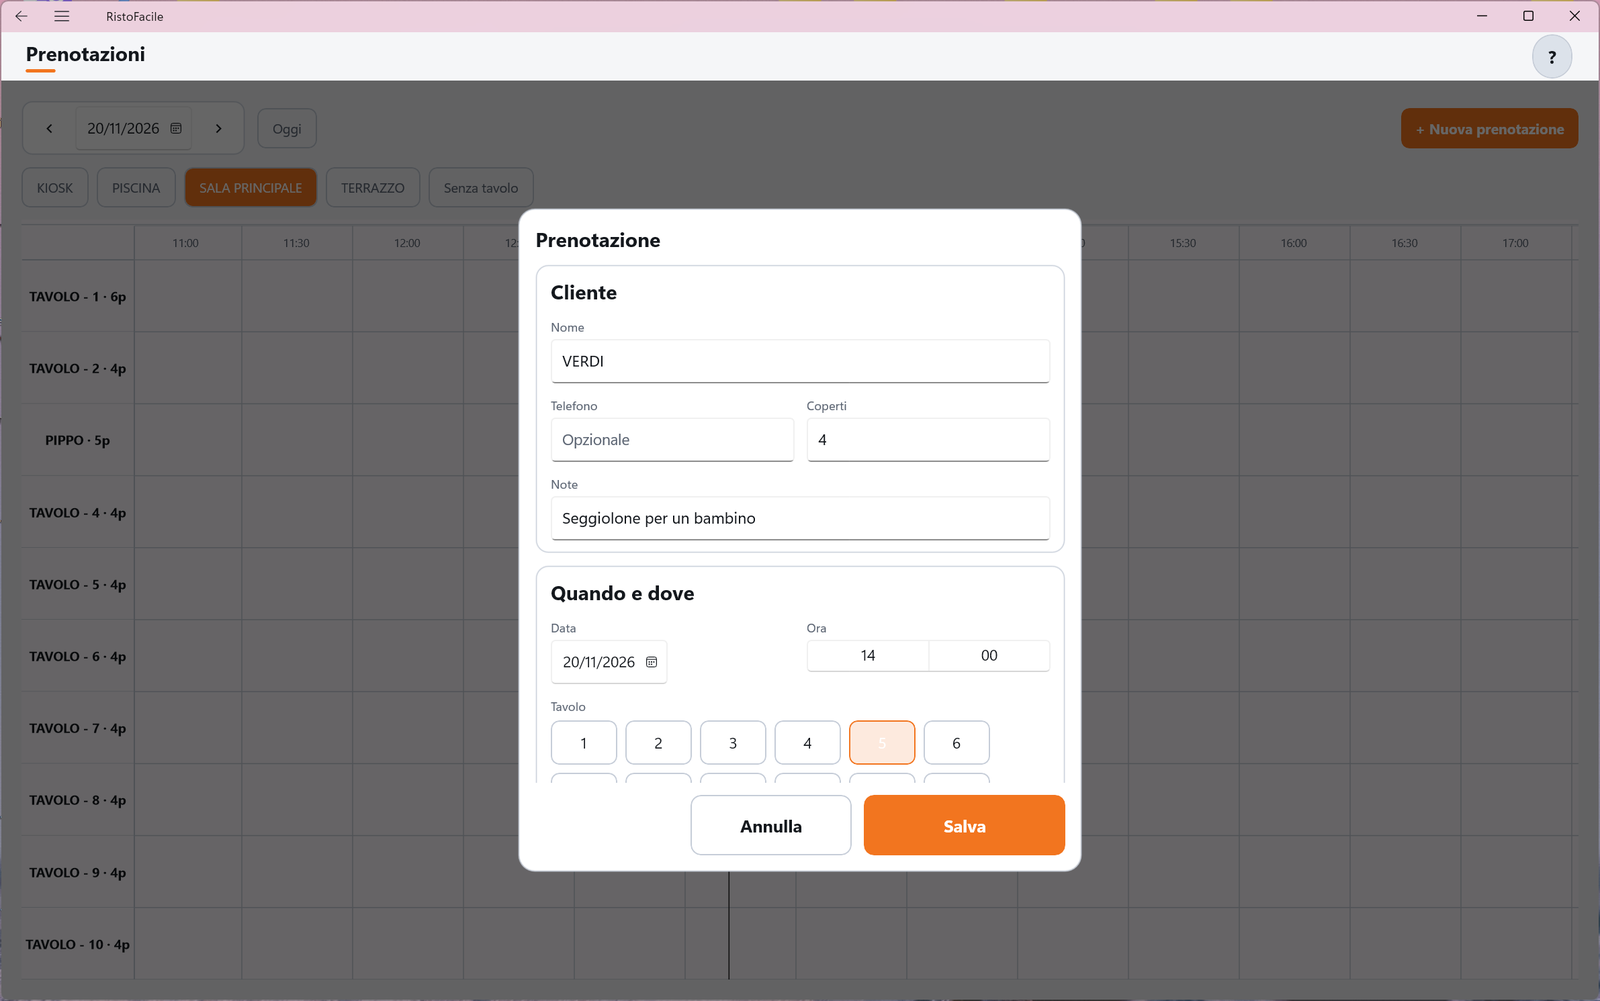 RistoFacile
Prenotazioni
?
20/11/2026
Oggi
+ Nuova prenotazione
KIOSK
PISCINA
SALA PRINCIPALE
TERRAZZO
Senza tavolo
11:00
11:30
12:00
15:30
16:00
16:30
17:00
TAVOLO - 1 · 6p
TAVOLO - 2 · 4p
PIPPO · 5p
TAVOLO - 4 · 4p
TAVOLO - 5 · 4p
TAVOLO - 6 · 4p
TAVOLO - 7 · 4p
TAVOLO - 8 · 4p
TAVOLO - 9 · 4p
TAVOLO - 10 · 4p
Prenotazione
Cliente
Nome
VERDI
Telefono
Coperti
Opzionale
4
Note
Seggiolone per un bambino
Quando e dove
Data
Ora
20/11/2026
14
00
Tavolo
1
2
3
4
5
6
Annulla
Salva